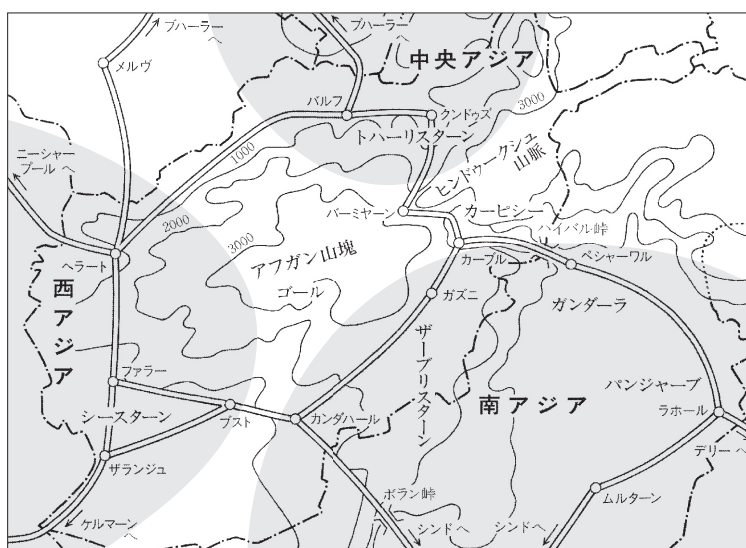 ブハーラー
へ
ブハーラー
へ
中央アジア
メルヴ
バルフ
クンドゥズ
3000
トハーリスターン
ニーシャー
プールへ
1000
ヒンドゥークシュ
山脈
バーミヤーン
カーピシー
2000
ハイバル峠
3000
ヘラート
アフガン山塊
カーブル
ペシャーワル
西アジア
ゴール
ガズニ
ガンダーラ
ザーブリスターン
ファラー
パンジャーブ
シースターン
ブスト
カンダハール
南アジア
ラホール
デリーへ
ザランジュ
ボラン峠
ムルターン
ケルマーン
へ
シンドへ
シンドへ